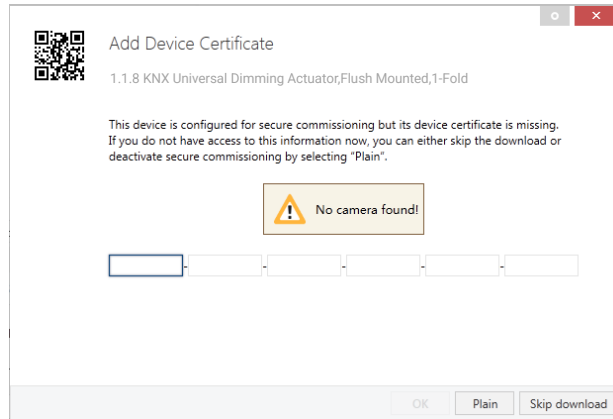 Add Device Certificate
1.1.8 KNX Universal Dimming Actuator,Flush Mounted,1-Fold
This device is configured for secure commissioning but its device certificate is missing.
If you do not have access to this information now, you can either skip the download or
deactivate secure commissioning by selecting "Plain".
No camera found!
- - - - -
OK Plain Skip download